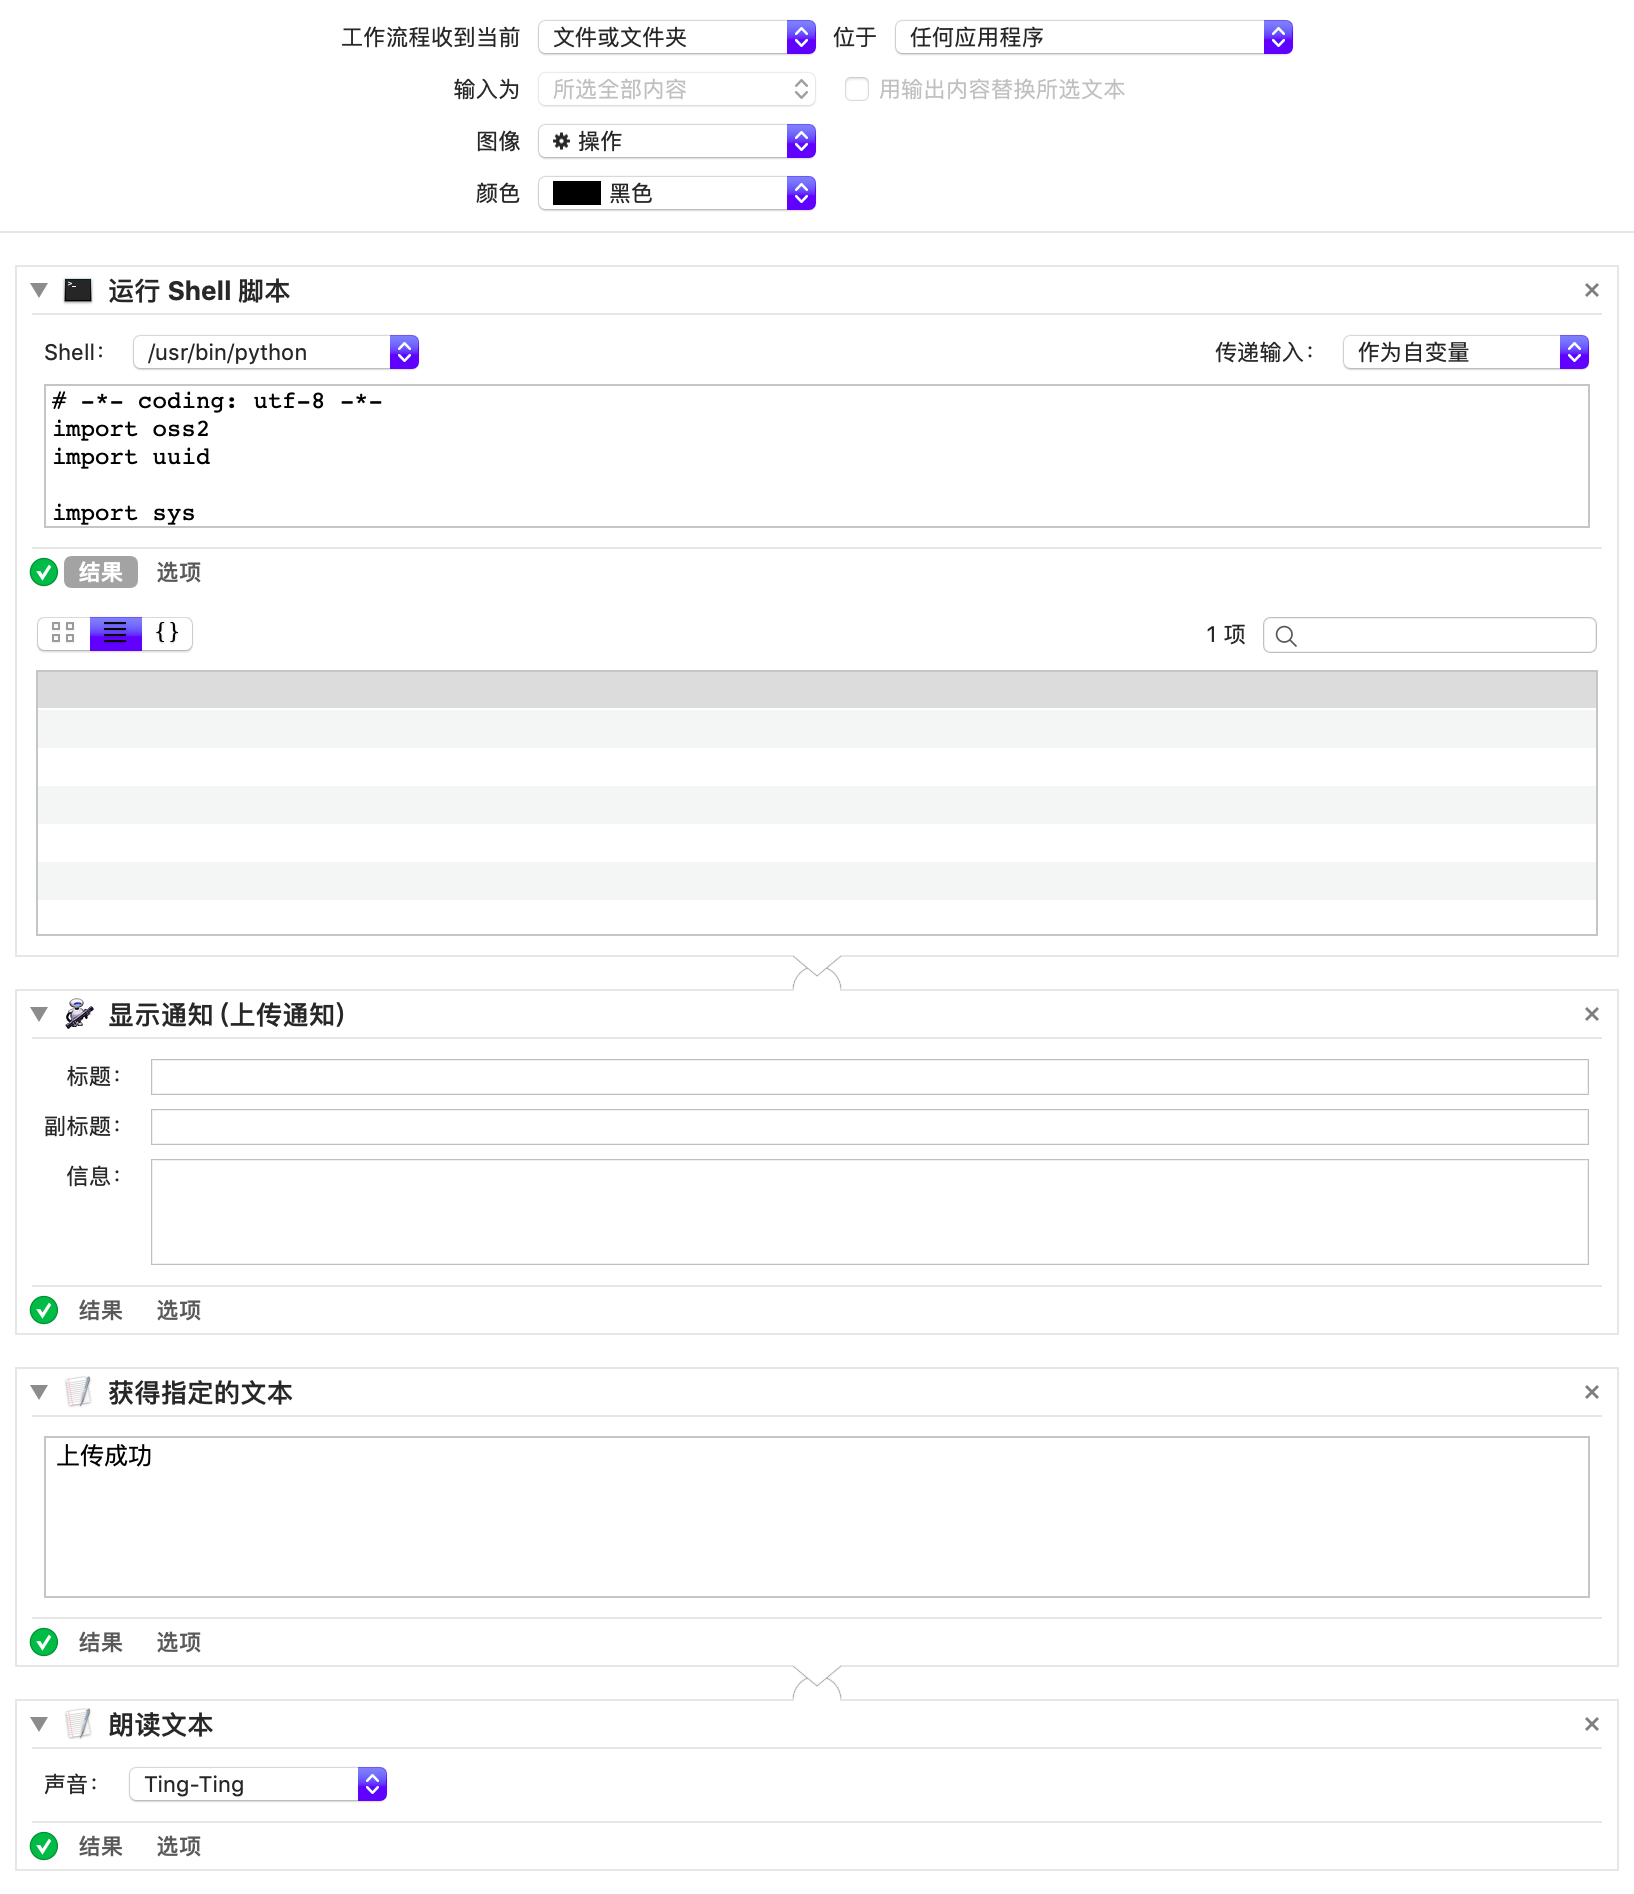 工作流程收到当前 文件或文件夹 位于 任何应用程序
输入为 所选全部内容 用输出内容替换所选文本
图像 操作
颜色 黑色
运行 Shell 脚本
Shell: /usr/bin/python 传递输入: 作为自变量
# -*- coding: utf-8 -*-
import oss2
import uuid
import sys
结果 选项
{} 1 项
显示通知 (上传通知)
标题:
副标题:
信息:
结果 选项
获得指定的文本
上传成功
结果 选项
朗读文本
声音: Ting-Ting
结果 选项